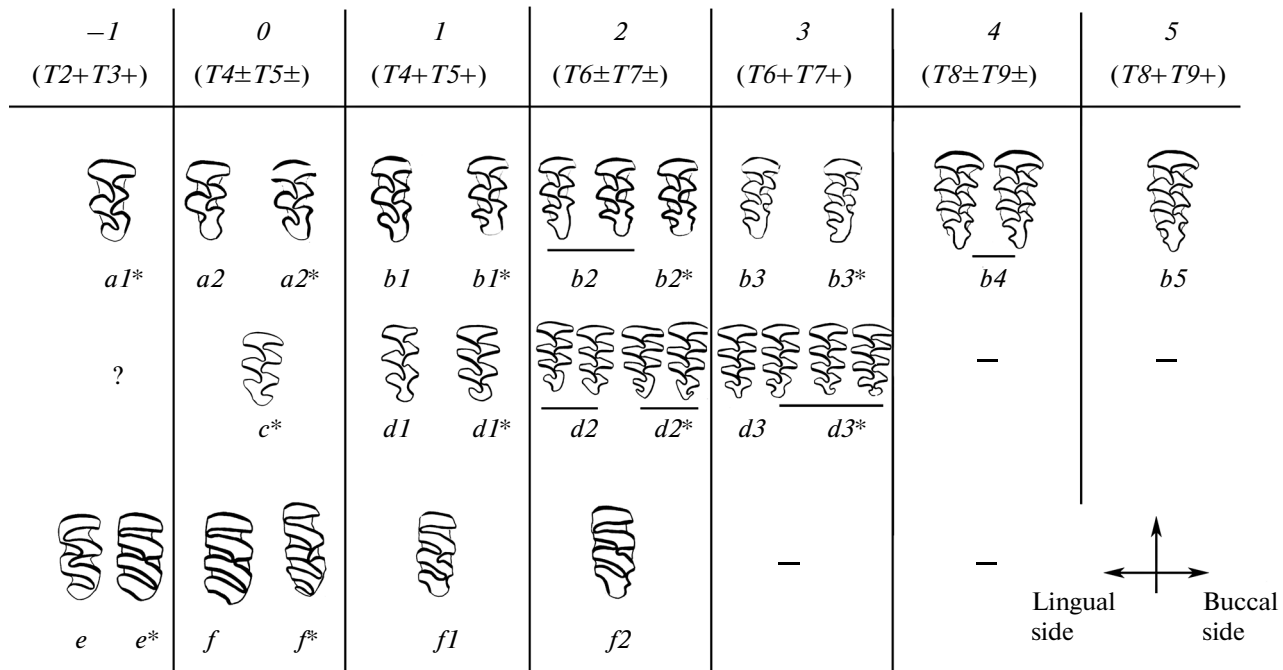 −1 0 1 2 3 4 5
(T2+T3+) (T4±T5±) (T4+T5+) (T6±T7±) (T6+T7+) (T8±T9±) (T8+T9+)
a1* a2 a2* b1 b1* b2 b2* b3 b3* b4 b5
? – –
c* d1 d1* d2 d2* d3 d3*
– –
Lingual side
Buccal side
e e* f f* f1 f2